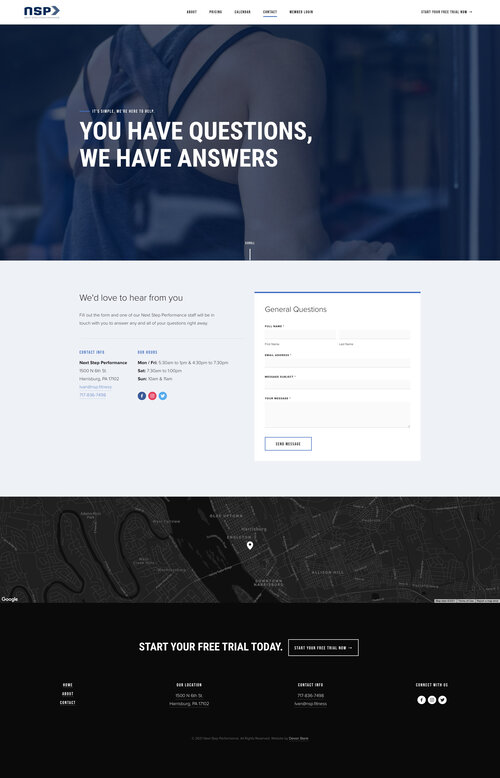 nsp
ABOUT
PRICING
CALENDAR
CONTACT
MEMBER LOGIN
START YOUR FREE TRIAL NOW →
IT'S SIMPLE, WE'RE HERE TO HELP.
YOU HAVE QUESTIONS,
WE HAVE ANSWERS
SCROLL
We'd love to hear from you
Fill out the form and one of our Next Step Performance staff will be in
touch with you to answer any and all of your questions right away.
CONTACT INFO
Next Step Performance
1500 N 6th St.
Harrisburg, PA 17102
ivan@nsp.fitness
717-836-7498
OUR HOURS
Mon / Fri: 5:30am to 1pm & 4:30pm to 7:30pm
Sat: 7:30am to 1:00pm
Sun: 10am & 11am
General Questions
FULL NAME *
First Name
Last Name
EMAIL ADDRESS *
MESSAGE SUBJECT *
YOUR MESSAGE *
SEND MESSAGE
Harrisburg
ENGLETON
ALLISON HILL
DOWNTOWN
HARRISBURG
Google
START YOUR FREE TRIAL TODAY.
START YOUR FREE TRIAL NOW →
HOME
ABOUT
CONTACT
OUR LOCATION
1500 N 6th St.
Harrisburg, PA 17102
CONTACT INFO
717-836-7498
ivan@nsp.fitness
CONNECT WITH US